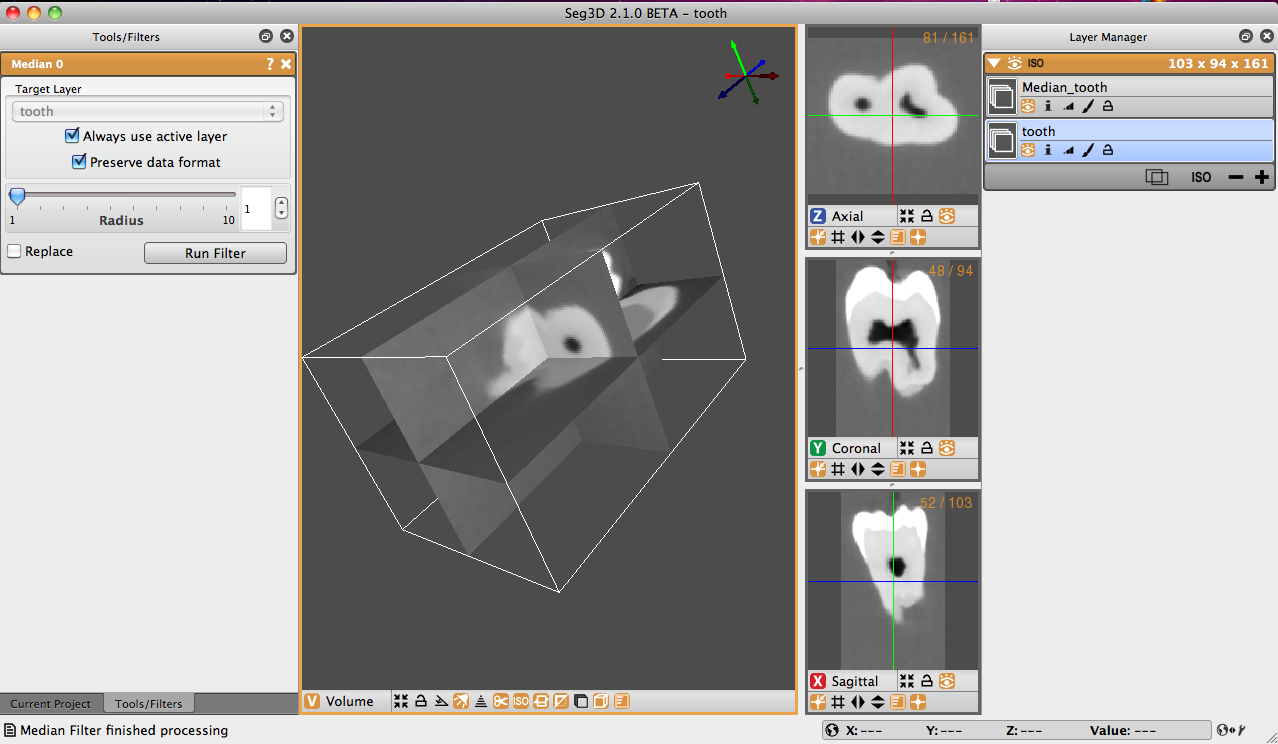 Seg3D 2.1.0 BETA - tooth
Tools/Filters
Median 0
?
Target Layer
tooth
Always use active layer
Preserve data format
1 Radius 10
1
Replace
Run Filter
Current Project
Tools/Filters
Median Filter finished processing
V Volume
ISO
81 / 161
Z Axial
48 / 94
Y Coronal
52 / 103
X Sagittal
Layer Manager
ISO 103 x 94 x 161
Median_tooth
tooth
ISO
X: ---
Y: ---
Z: ---
Value: ---